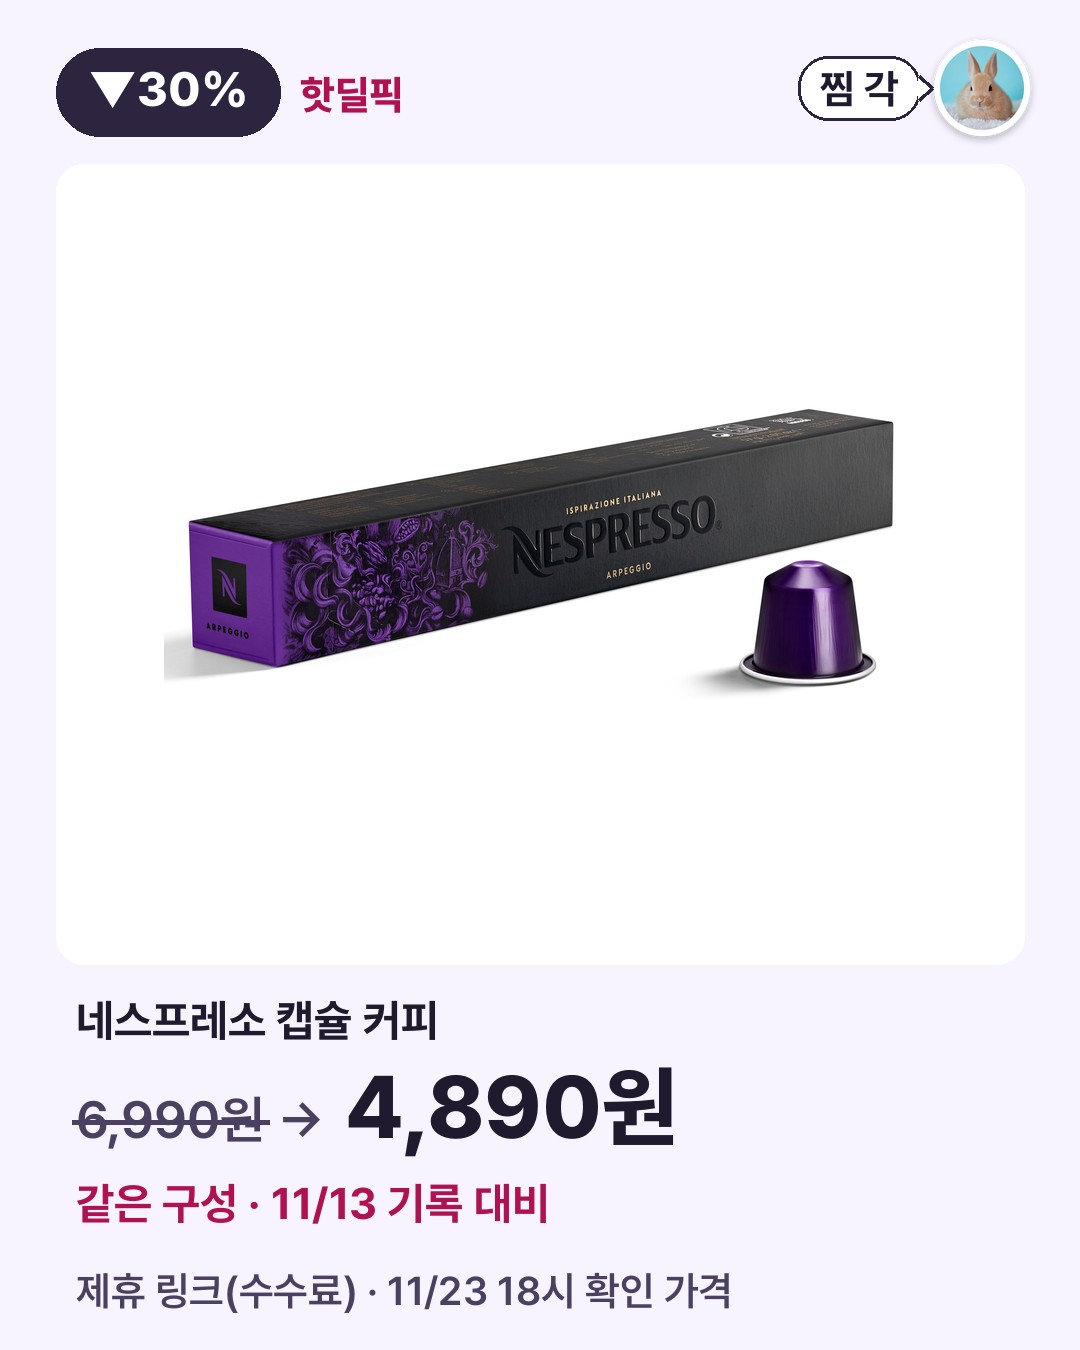 ▼30%
핫딜픽
찜 각
ISPIRAZIONE ITALIANA
NESPRESSO®
ARPEGGIO
N
ARPEGGIO
네스프레소 캡슐 커피
6,990원 → 4,890원
같은 구성 · 11/13 기록 대비
제휴 링크(수수료) · 11/23 18시 확인 가격